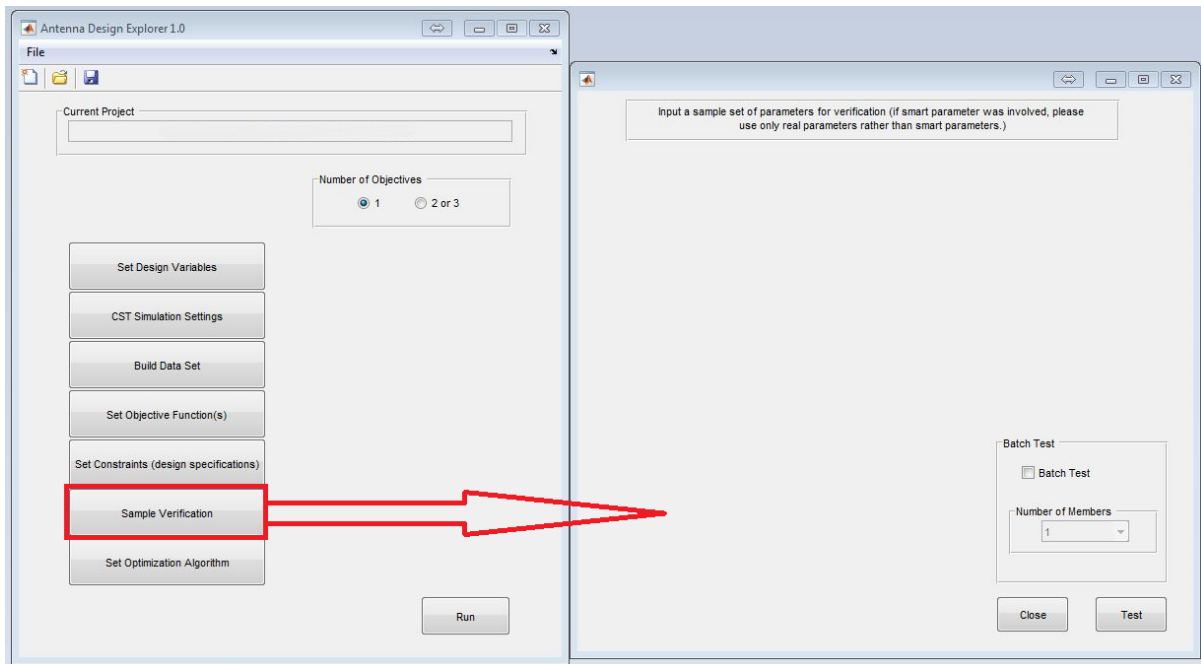 Antenna Design Explorer 1.0
File
Current Project
Number of Objectives
1
2 or 3
Set Design Variables
CST Simulation Settings
Build Data Set
Set Objective Function(s)
Set Constraints (design specifications)
Sample Verification
Set Optimization Algorithm
Run
Input a sample set of parameters for verification (if smart parameter was involved, please
use only real parameters rather than smart parameters.)
Batch Test
Batch Test
Number of Members
1
Close
Test